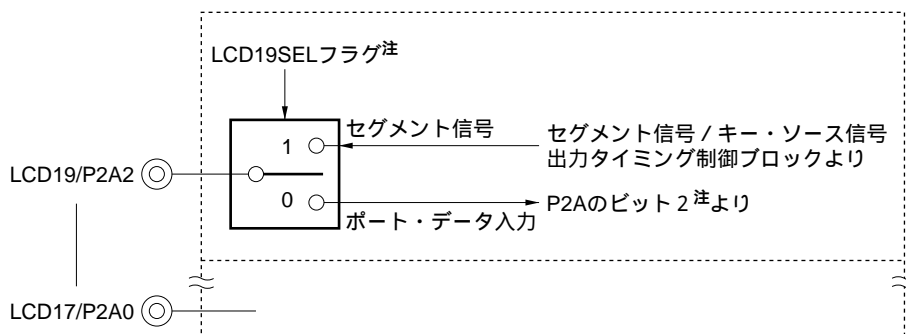 LCD19SELフラグ注
1
セグメント信号
セグメント信号 / キー・ソース信号
出力タイミング制御ブロックより
LCD19/P2A2
0
P2Aのビット2注より
ポート・データ入力
LCD17/P2A0